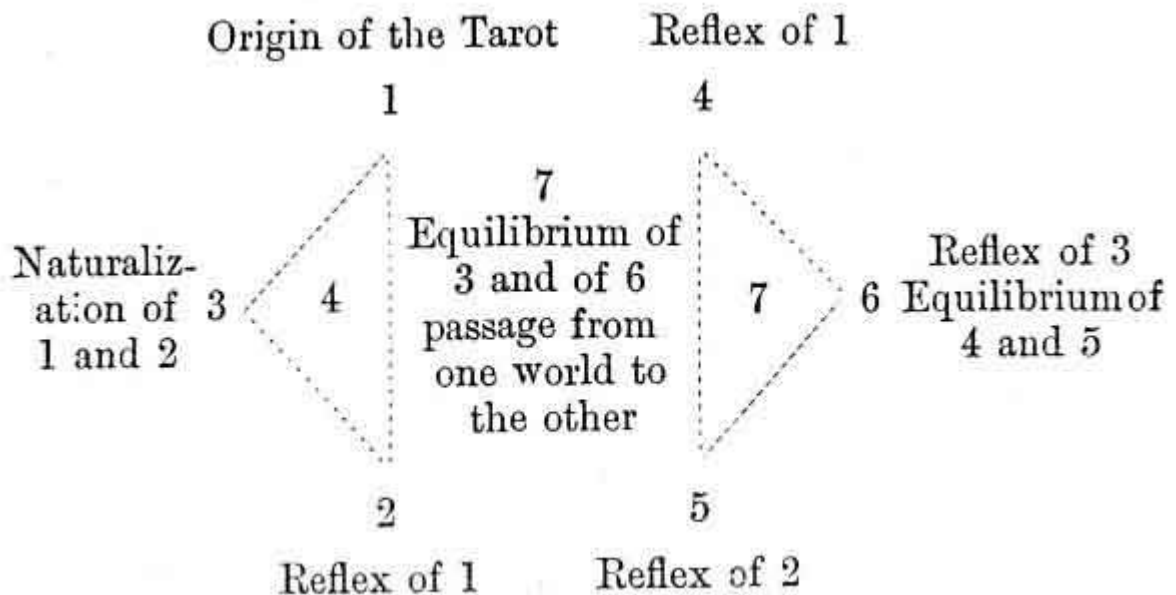 Origin of the Tarot
Reflex of 1
1
4
7
Equilibrium of
3 and of 6
passage from
one world to
the other
Naturaliz-
ation of
1 and 2
3
4
7
6
Reflex of 3
Equilibrium of
4 and 5
2
5
Reflex of 1
Reflex of 2